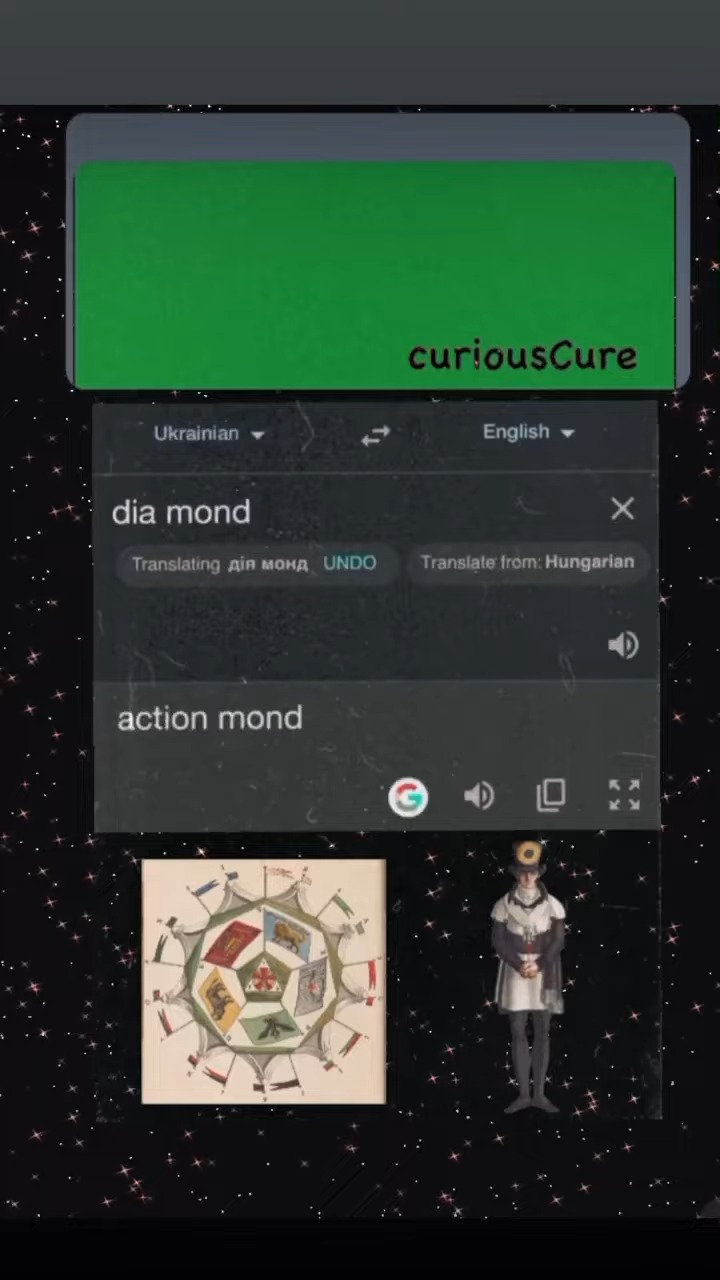 curiousCure
Ukrainian English
dia mond
Translating дія монд UNDO Translate from: Hungarian
action mond